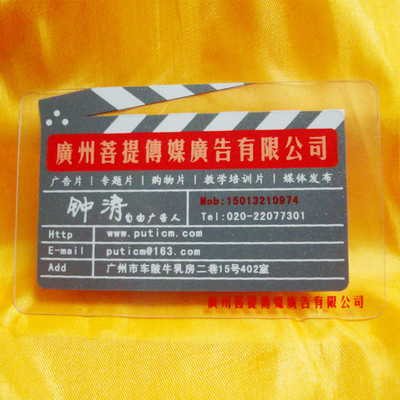 廣州菩提傳媒廣告有限公司
广告片 | 专题片 | 购物片 | 教学培训片 | 媒体发布
钟涛 自由广告人
Mob:15013210974
Tel:020-22077301
Http www.puticm.com
E-mail puticm@163.com
Add 广州市车陂牛乳房二巷15号402室
廣州菩提傳媒廣告有限公司